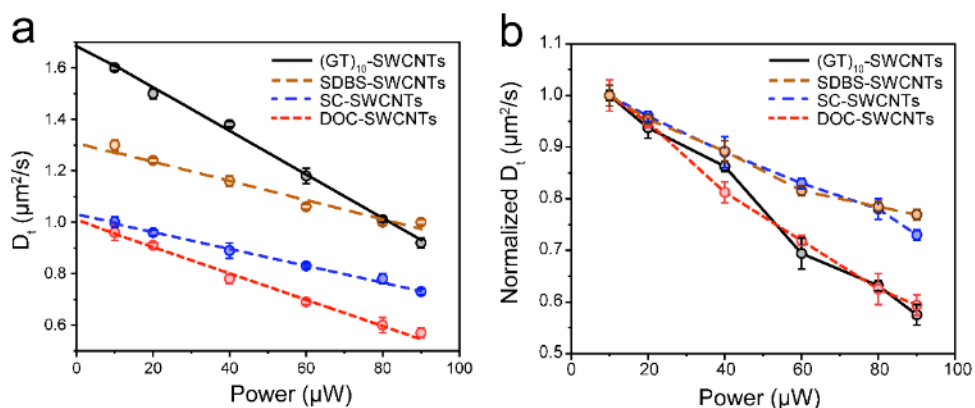 a
(GT)₁₀-SWCNTs
SDBS-SWCNTs
SC-SWCNTs
DOC-SWCNTs
1.6
1.4
1.2
1.0
0.8
0.6
Dₜ (µm²/s)
0 20 40 60 80 100
Power (µW)
b
(GT)₁₀-SWCNTs
SDBS-SWCNTs
SC-SWCNTs
DOC-SWCNTs
1.1
1.0
0.9
0.8
0.7
0.6
0.5
Normalized Dₜ (µm²/s)
0 20 40 60 80 100
Power (µW)